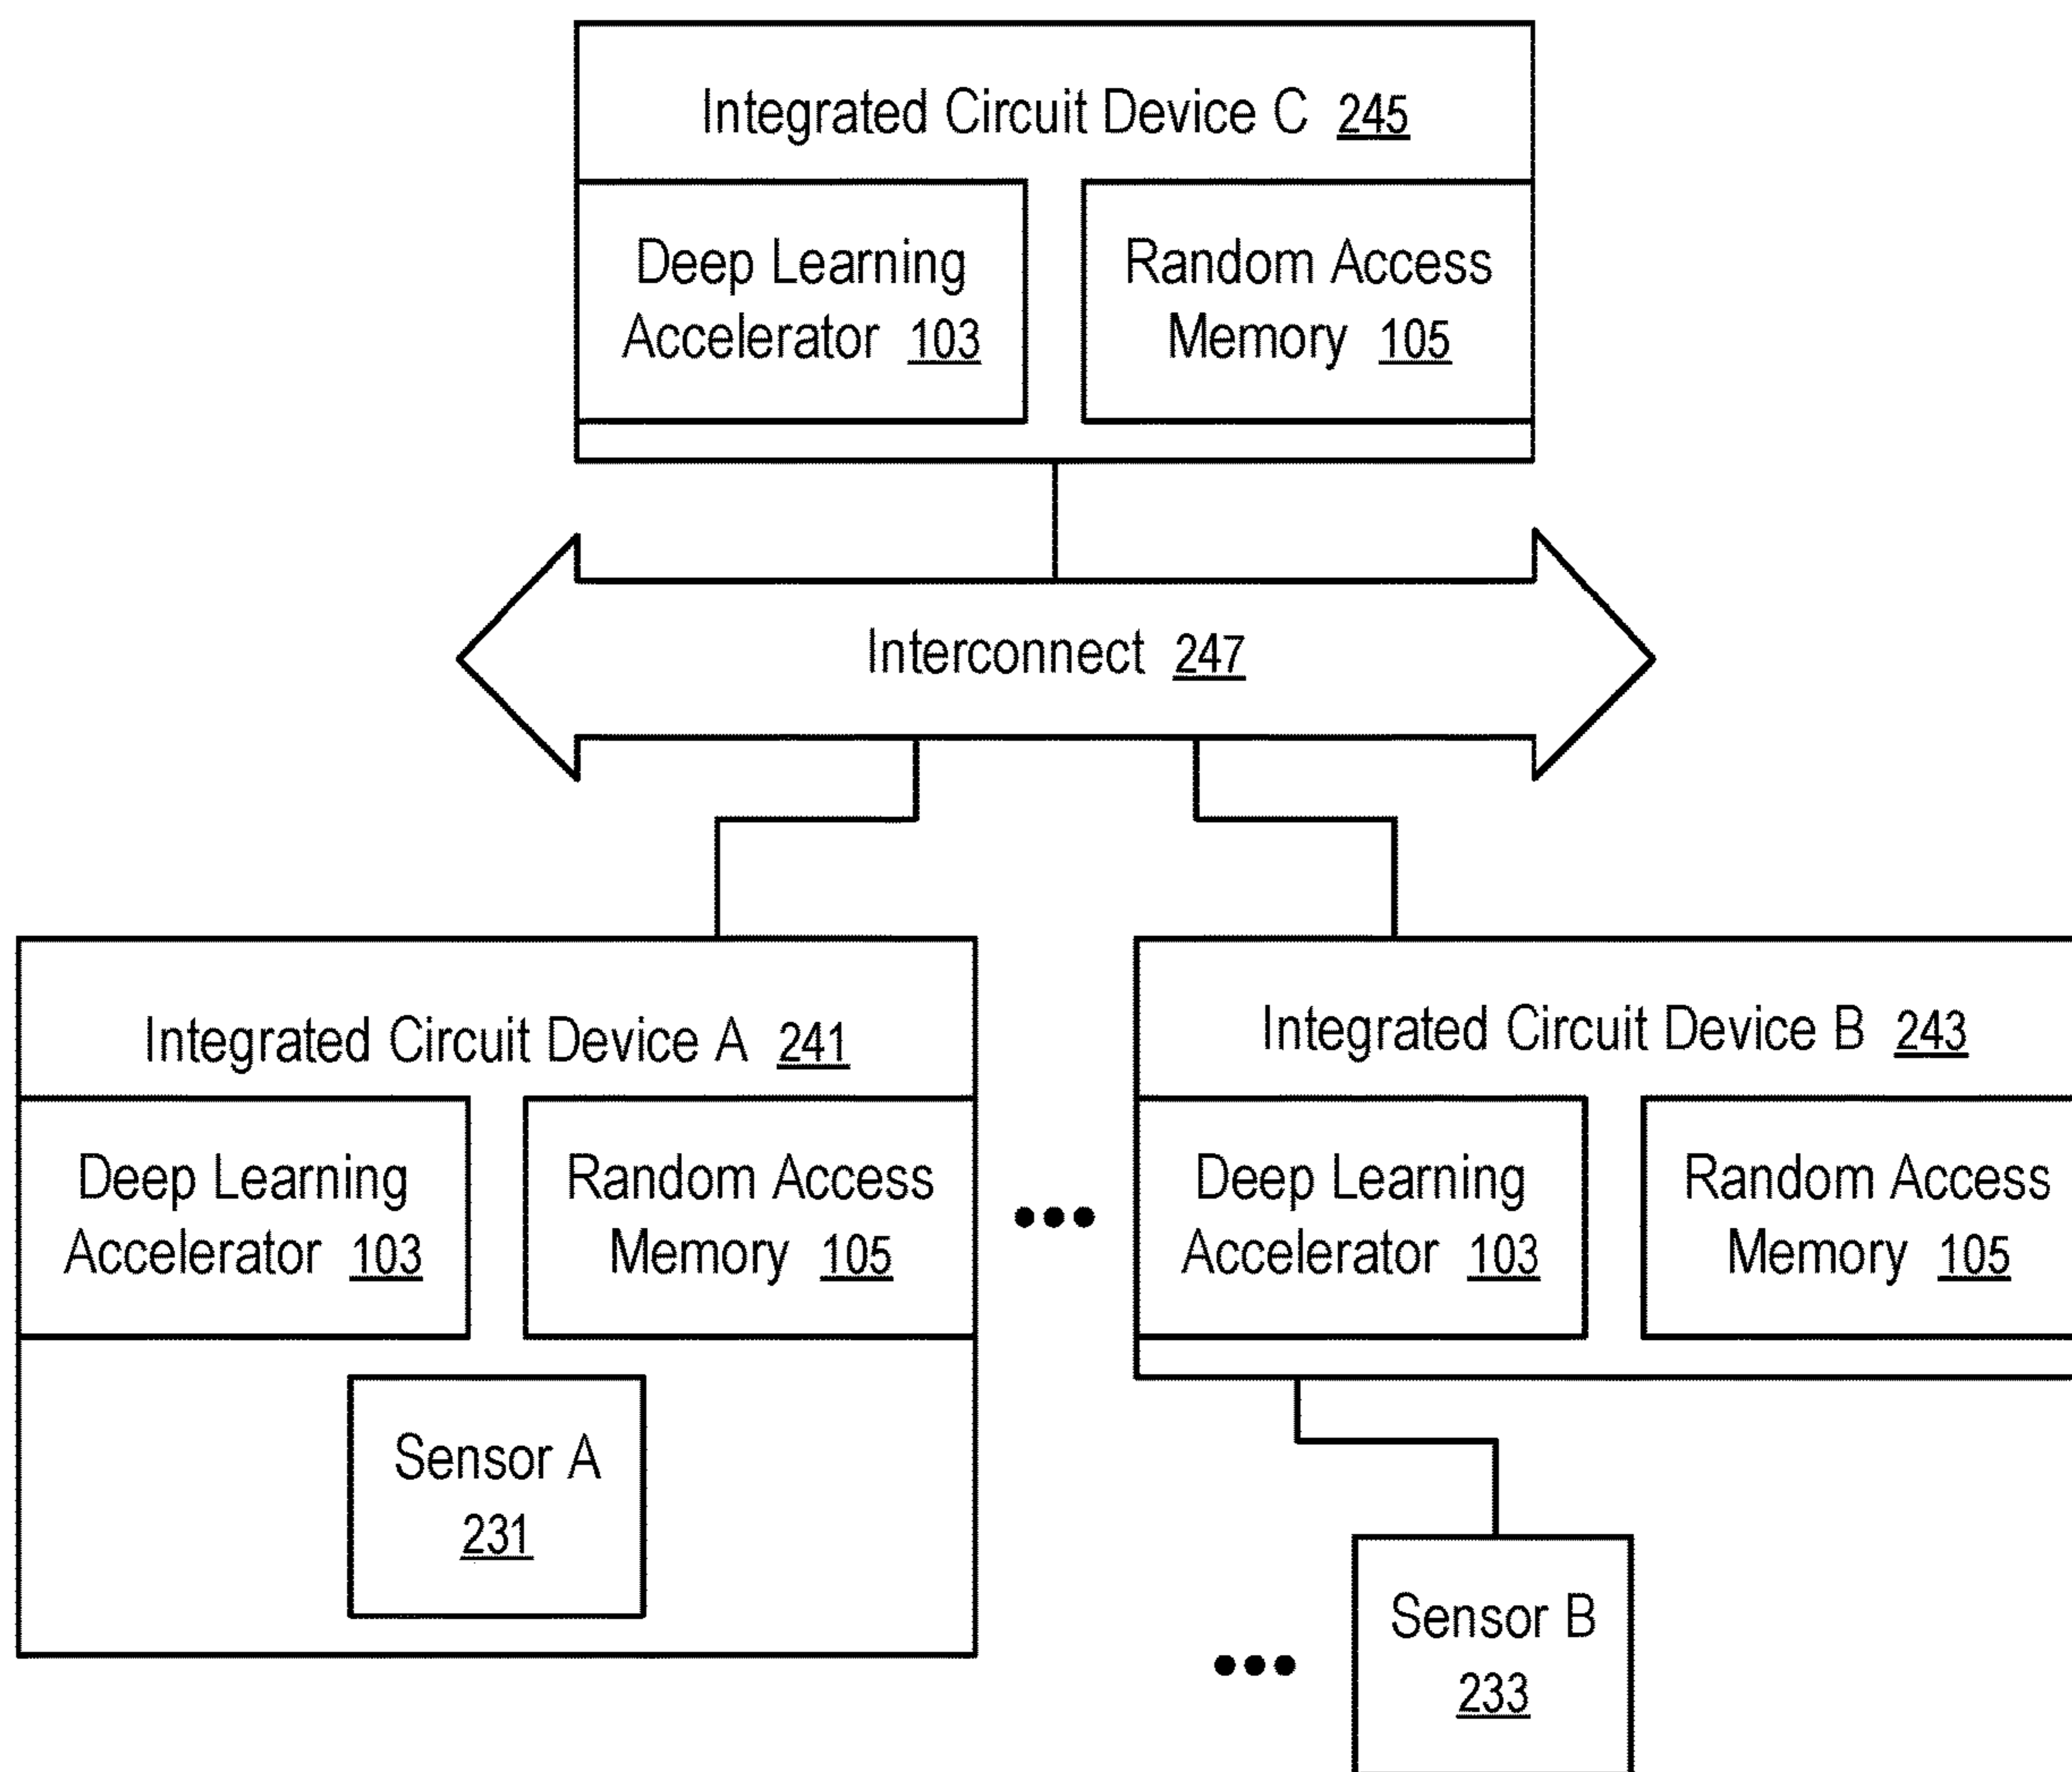 Integrated Circuit Device C 245
Deep Learning
Accelerator 103
Random Access
Memory 105
Interconnect 247
Integrated Circuit Device A 241
Deep Learning
Accelerator 103
Random Access
Memory 105
Sensor A
231
Integrated Circuit Device B 243
Deep Learning
Accelerator 103
Random Access
Memory 105
Sensor B
233